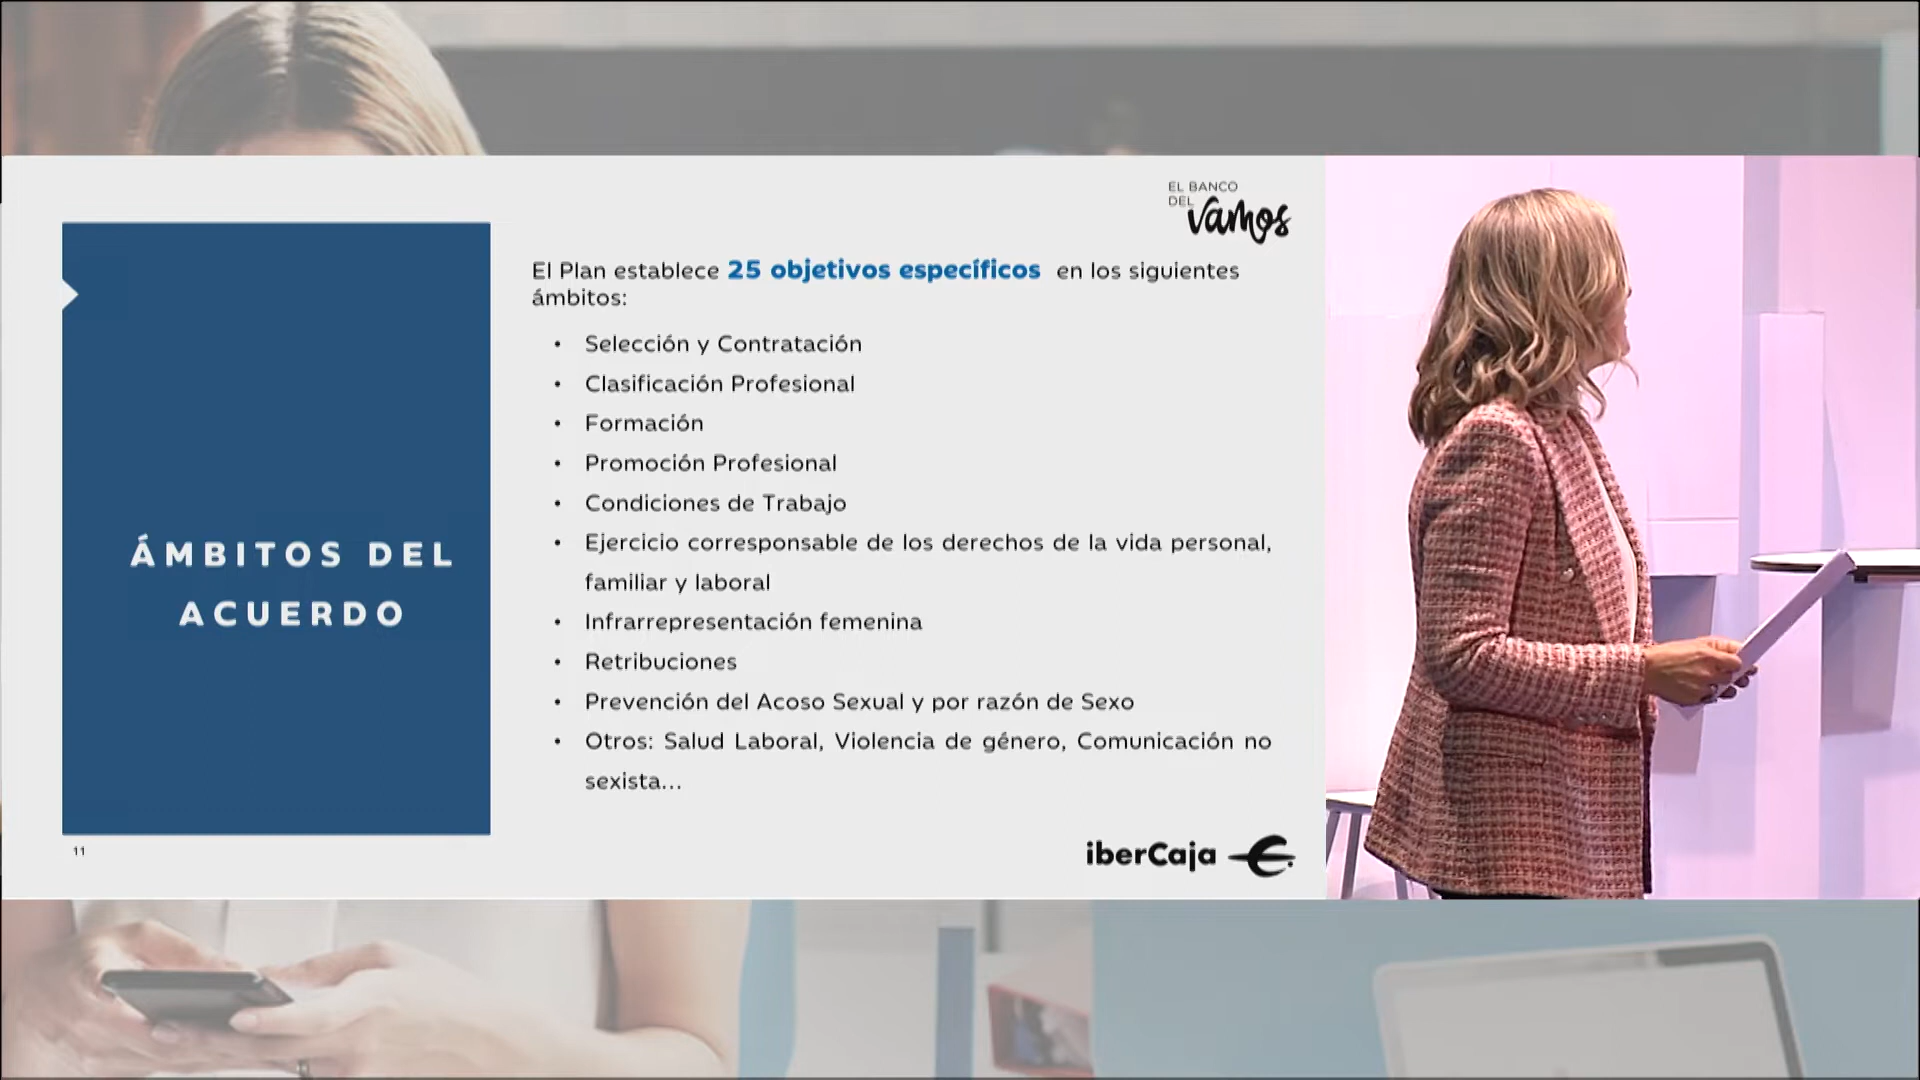 EL BANCO
DEL vamos
ÁMBITOS DEL
ACUERDO
El Plan establece 25 objetivos específicos en los siguientes
ámbitos:
• Selección y Contratación
• Clasificación Profesional
• Formación
• Promoción Profesional
• Condiciones de Trabajo
• Ejercicio corresponsable de los derechos de la vida personal,
familiar y laboral
• Infrarrepresentación femenina
• Retribuciones
• Prevención del Acoso Sexual y por razón de Sexo
• Otros: Salud Laboral, Violencia de género, Comunicación no
sexista...
11
iberCaja